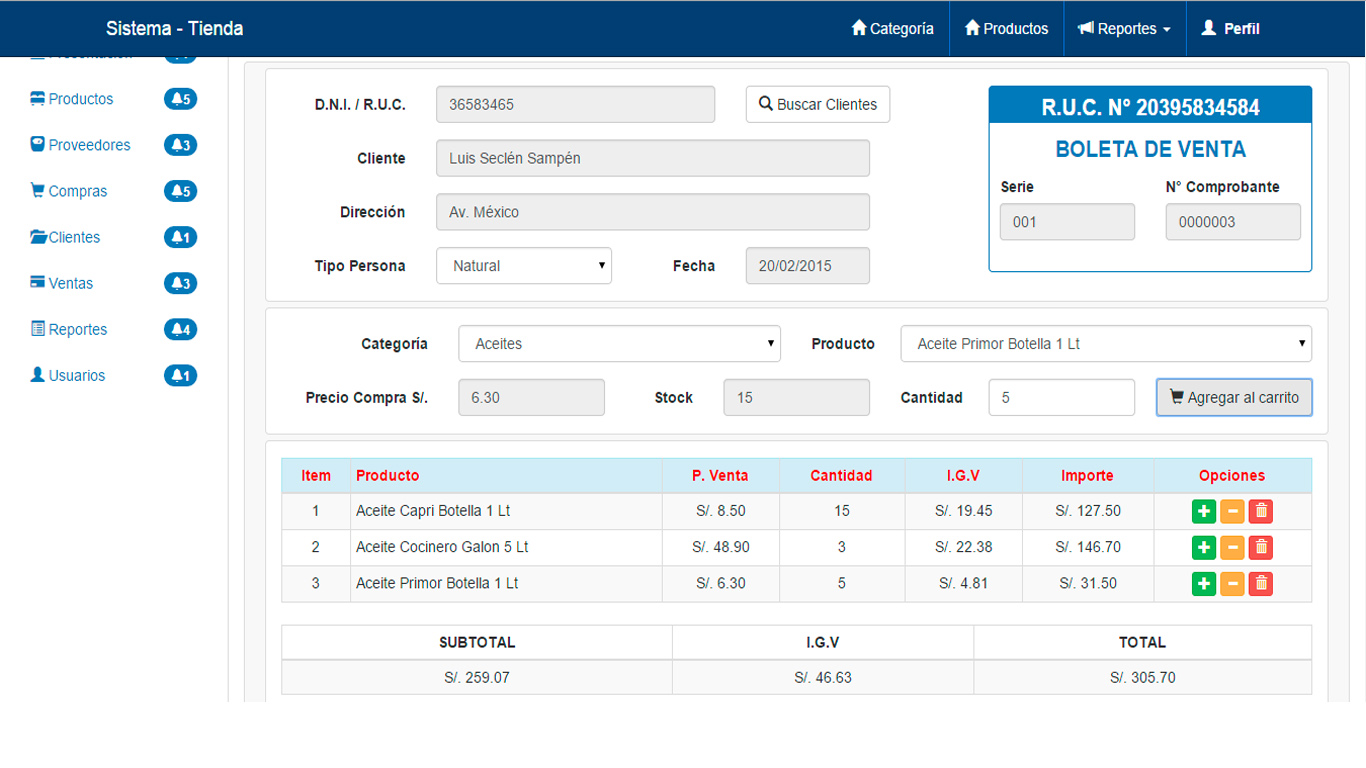 Sistema - Tienda
Categoría Productos Reportes Perfil
Productos 5
Proveedores 3
Compras 5
Clientes 1
Ventas 3
Reportes 4
Usuarios 1
D.N.I. / R.U.C. 36583465 Buscar Clientes
Cliente Luis Seclén Sampén
Dirección Av. México
Tipo Persona Natural Fecha 20/02/2015
R.U.C. Nº 20395834584
BOLETA DE VENTA
Serie N° Comprobante
001 0000003
Categoría Aceites Producto Aceite Primor Botella 1 Lt
Precio Compra S/. 6.30 Stock 15 Cantidad 5 Agregar al carrito
Item Producto P. Venta Cantidad I.G.V Importe Opciones
1 Aceite Capri Botella 1 Lt S/. 8.50 15 S/. 19.45 S/. 127.50
2 Aceite Cocinero Galon 5 Lt S/. 48.90 3 S/. 22.38 S/. 146.70
3 Aceite Primor Botella 1 Lt S/. 6.30 5 S/. 4.81 S/. 31.50
SUBTOTAL I.G.V TOTAL
S/. 259.07 S/. 46.63 S/. 305.70